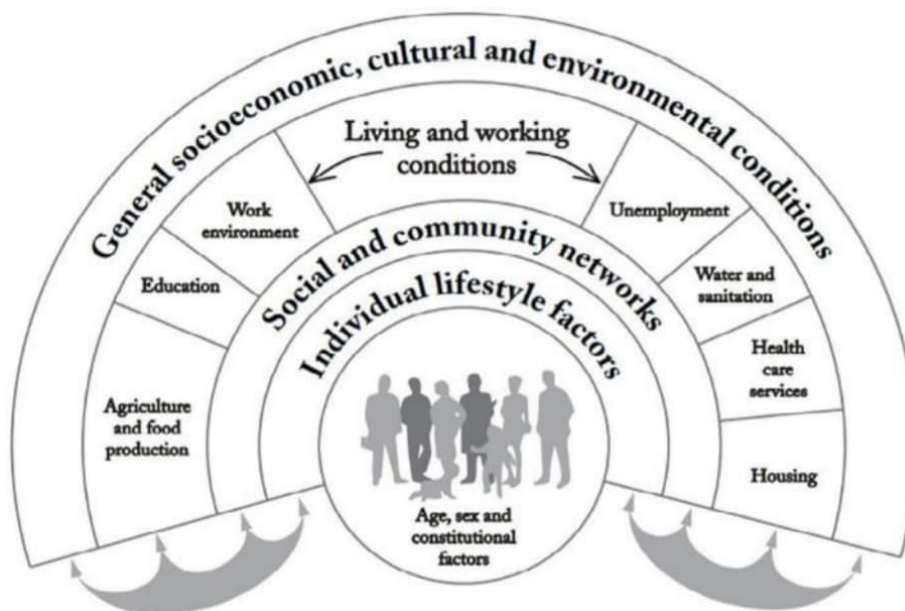 General socioeconomic, cultural and environmental conditions
Living and working
conditions
Work
environment
Unemployment
Education
Water and
sanitation
Agriculture
and food
production
Health
care
services
Housing
Social and community networks
Individual lifestyle factors
Age, sex and
constitutional
factors